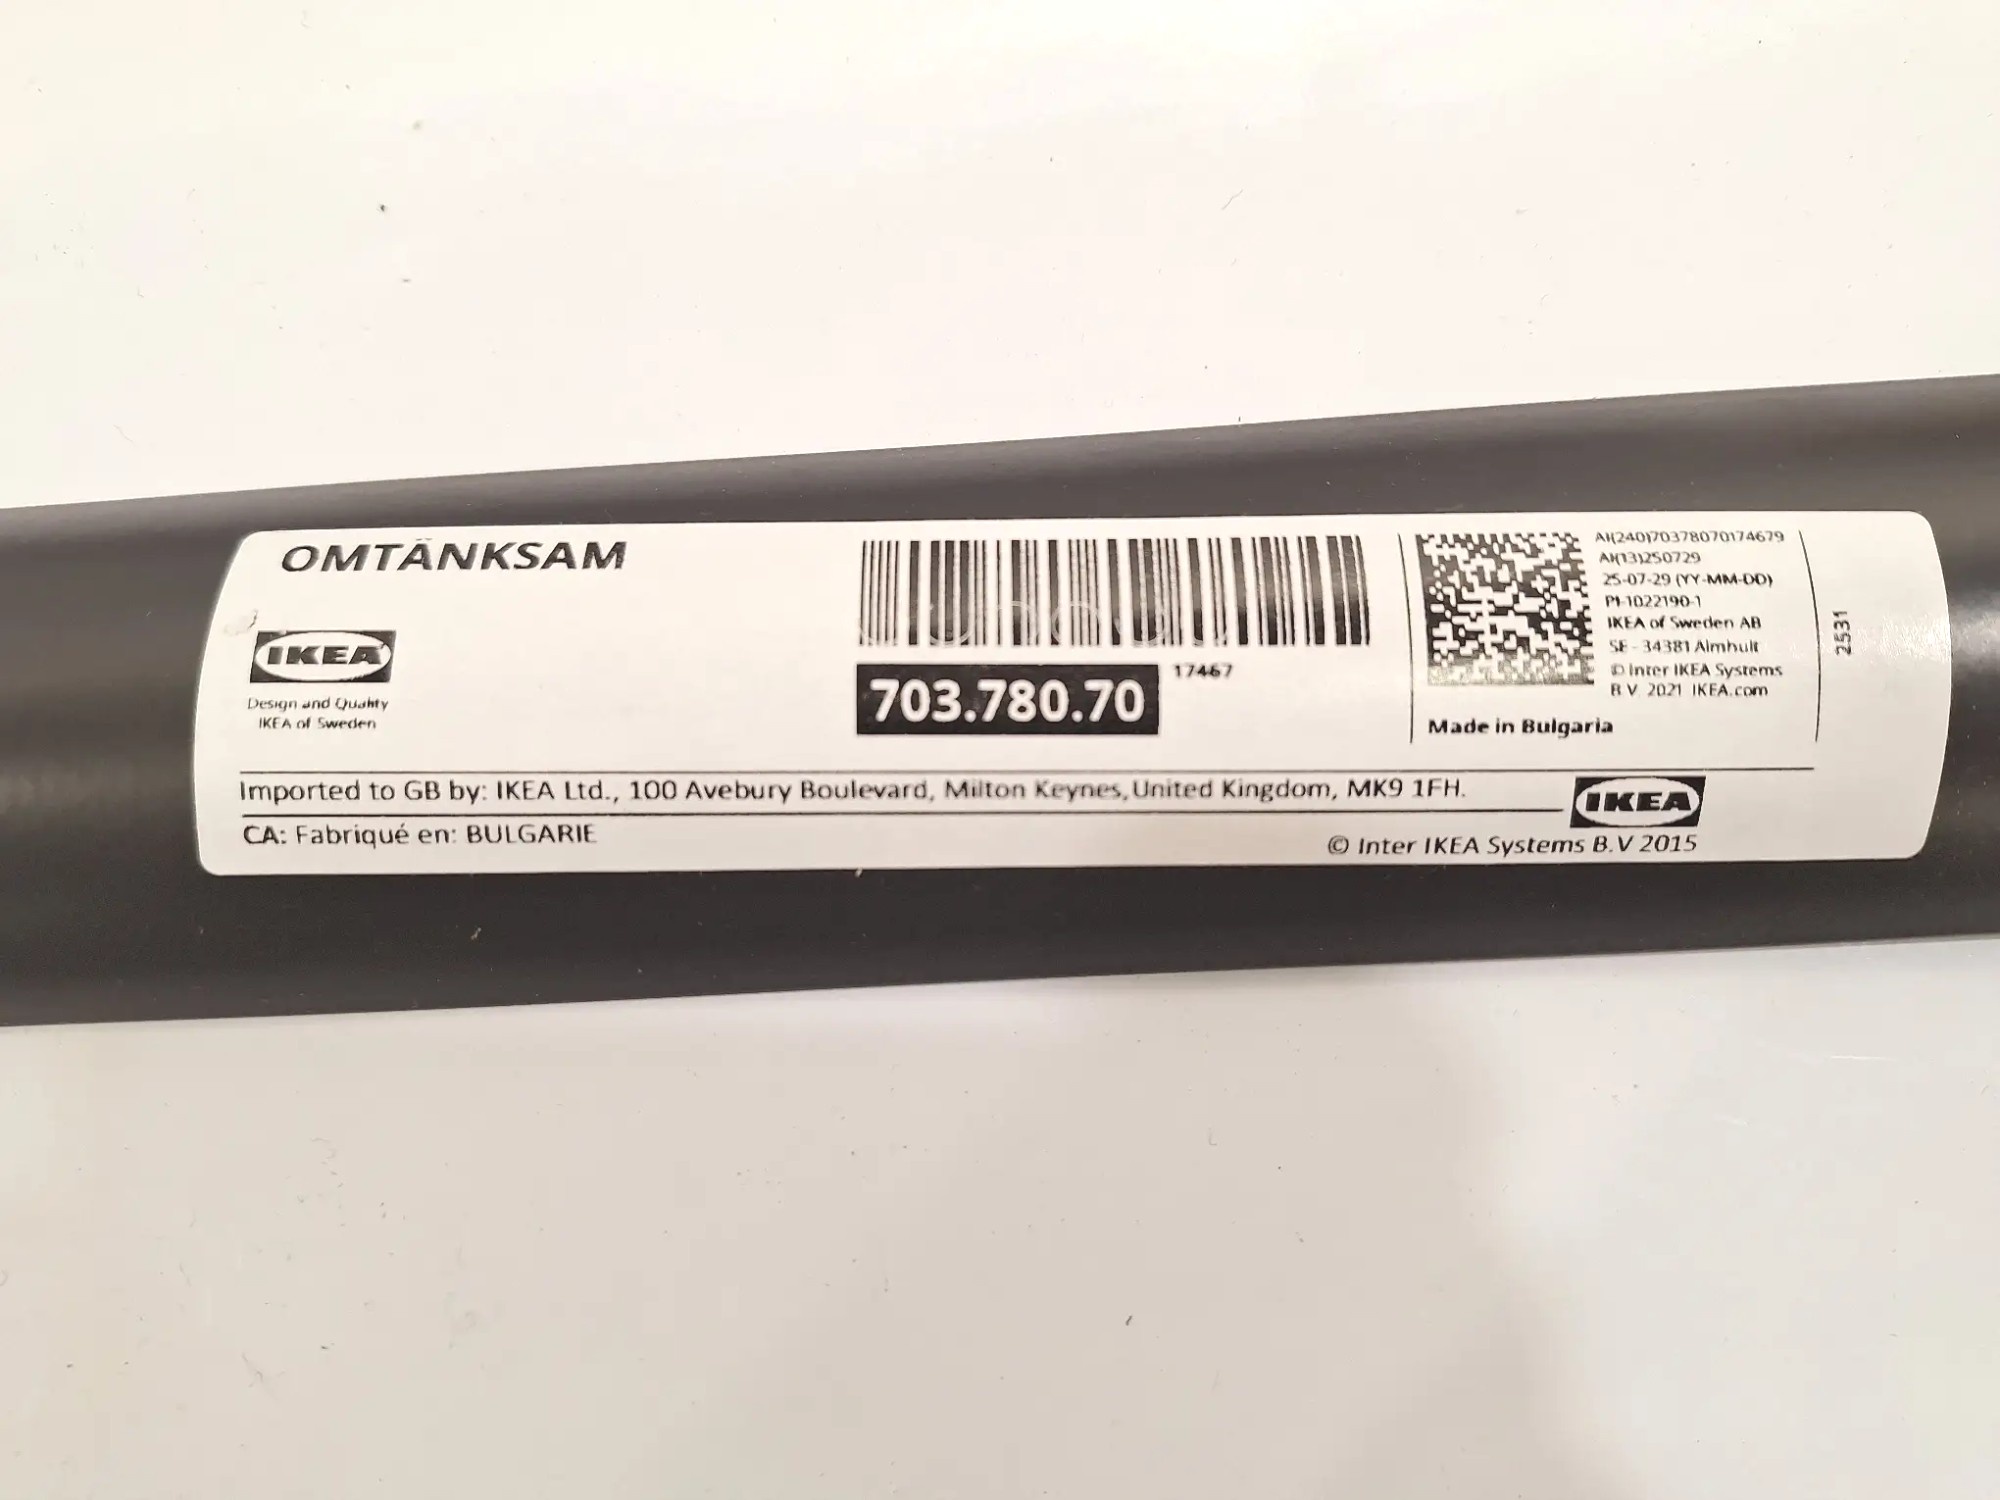 OMTÄNKSAM
IKEA
Design and Quality
IKEA of Sweden
703.780.70
17467
AI(240)70378070174679
AI(13)250729
25-07-29 (YY-MM-DD)
PI-1022190-1
IKEA of Sweden AB
SE - 34381 Älmhult
© Inter IKEA Systems
B.V. 2021 IKEA.com
Made in Bulgaria
2531
Imported to GB by: IKEA Ltd., 100 Avebury Boulevard, Milton Keynes, United Kingdom, MK9 1FH.
IKEA
CA: Fabriqué en: BULGARIE
© Inter IKEA Systems B.V 2015